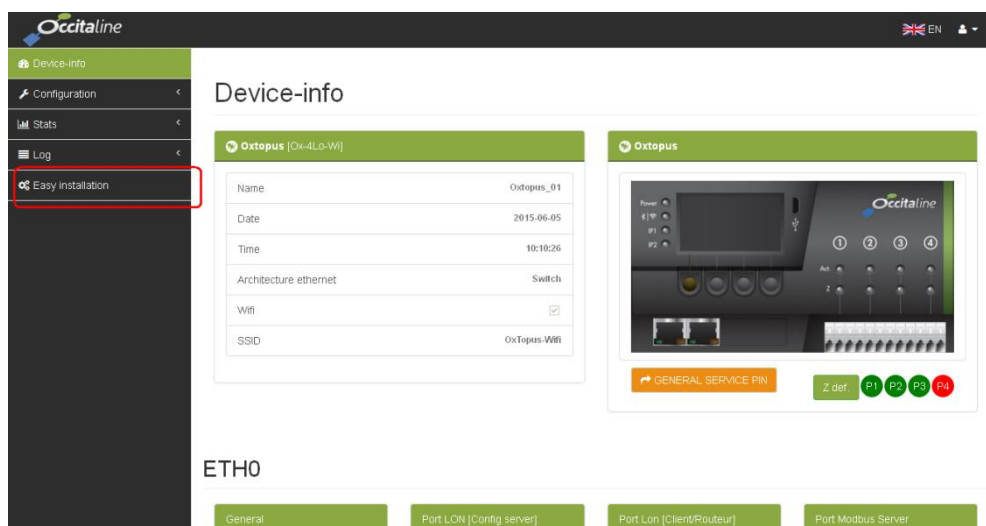 Occitaline
EN
Device-info
Configuration
Stats
Log
Easy installation
Device-info
Oxtopus [Ox-4Lo-Wi]
Name Oxtopus_01
Date 2015-06-05
Time 10:10:26
Architecture ethernet Switch
Wifi
SSID OxTopus-Wifi
Oxtopus
Occitaline
Power
IP1
IP2
1 2 3 4
Act.
Z
GENERAL SERVICE PIN
Z def. P1 P2 P3 P4
ETH0
General
Port LON [Config server]
Port Lon [Client/Routeur]
Port Modbus Server